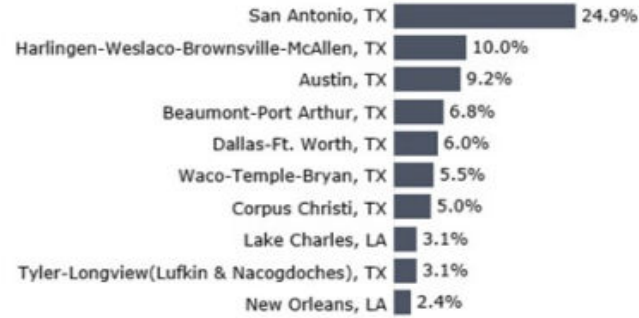 San Antonio, TX 24.9%
Harlingen-Weslaco-Brownsville-McAllen, TX 10.0%
Austin, TX 9.2%
Beaumont-Port Arthur, TX 6.8%
Dallas-Ft. Worth, TX 6.0%
Waco-Temple-Bryan, TX 5.5%
Corpus Christi, TX 5.0%
Lake Charles, LA 3.1%
Tyler-Longview(Lufkin & Nacogdoches), TX 3.1%
New Orleans, LA 2.4%